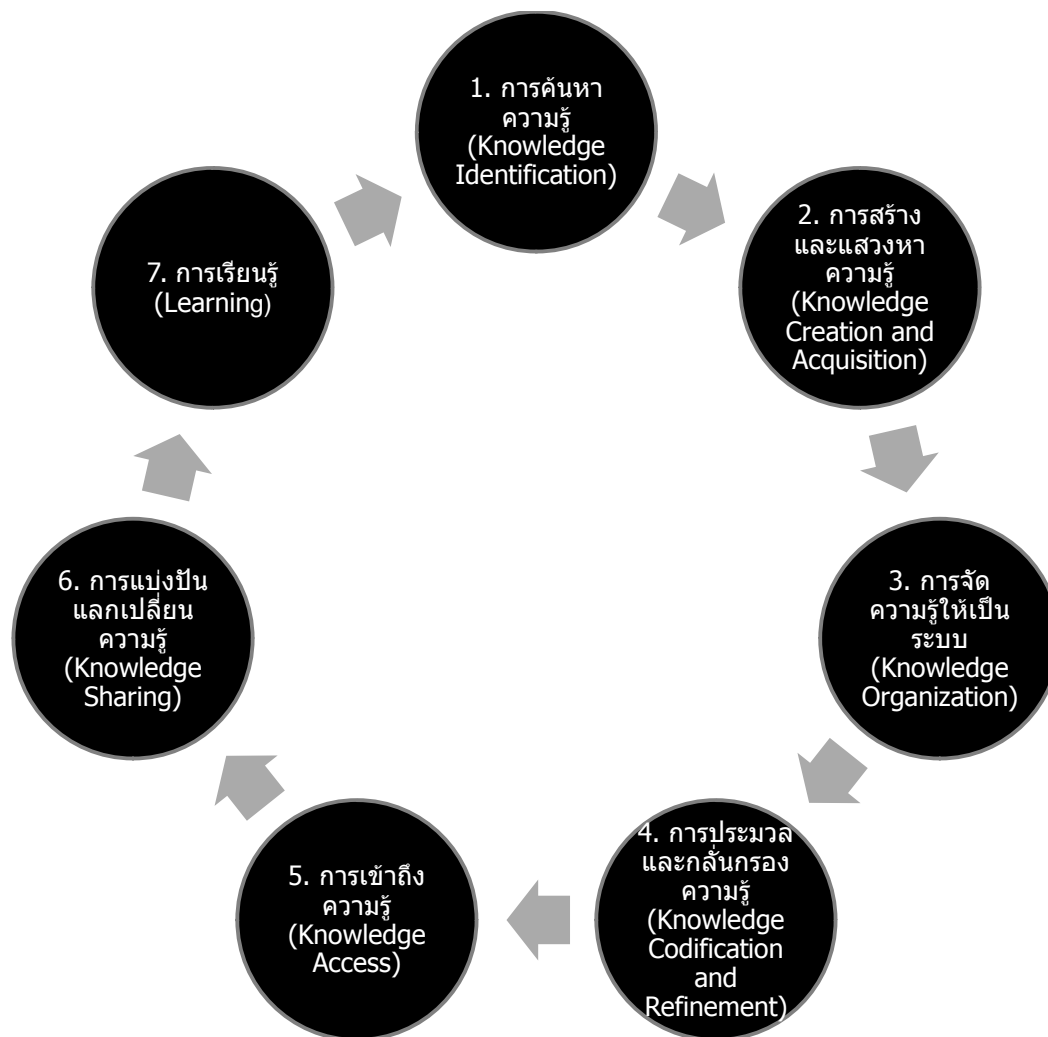 1. การค้นหา
ความรู้
(Knowledge
Identification)
2. การสร้าง
และแสวงหา
ความรู้
(Knowledge
Creation and
Acquisition)
3. การจัด
ความรู้ให้เป็น
ระบบ
(Knowledge
Organization)
4. การประมวล
และกลั่นกรอง
ความรู้
(Knowledge
Codification
and
Refinement)
5. การเข้าถึง
ความรู้
(Knowledge
Access)
6. การแบ่งปัน
แลกเปลี่ยน
ความรู้
(Knowledge
Sharing)
7. การเรียนรู้
(Learning)